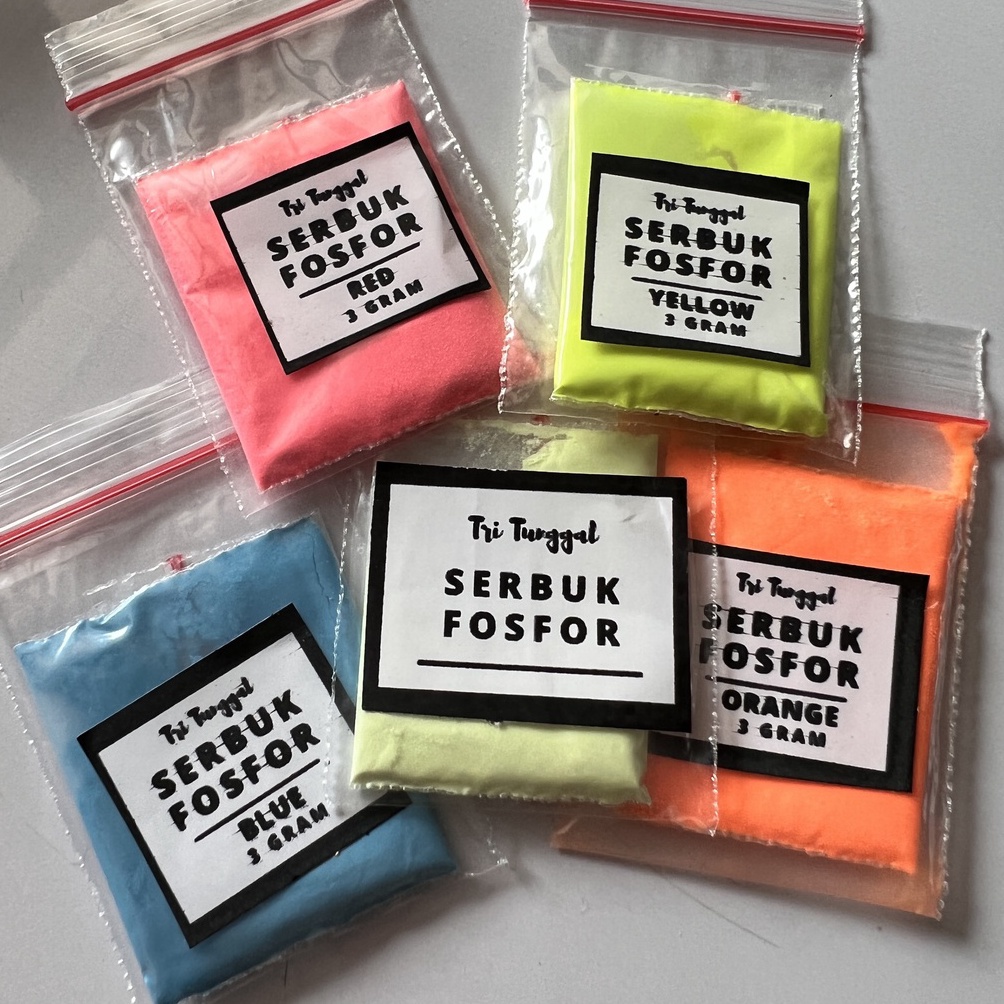 Tri Tunggal
SERBUK
FOSFOR
RED
3 GRAM
Tri Tunggal
SERBUK
FOSFOR
YELLOW
3 GRAM
Tri Tunggal
SERBUK
FOSFOR
BLUE
3 GRAM
Tri Tunggal
SERBUK
FOSFOR
Tri Tunggal
SERBUK
FOSFOR
ORANGE
3 GRAM